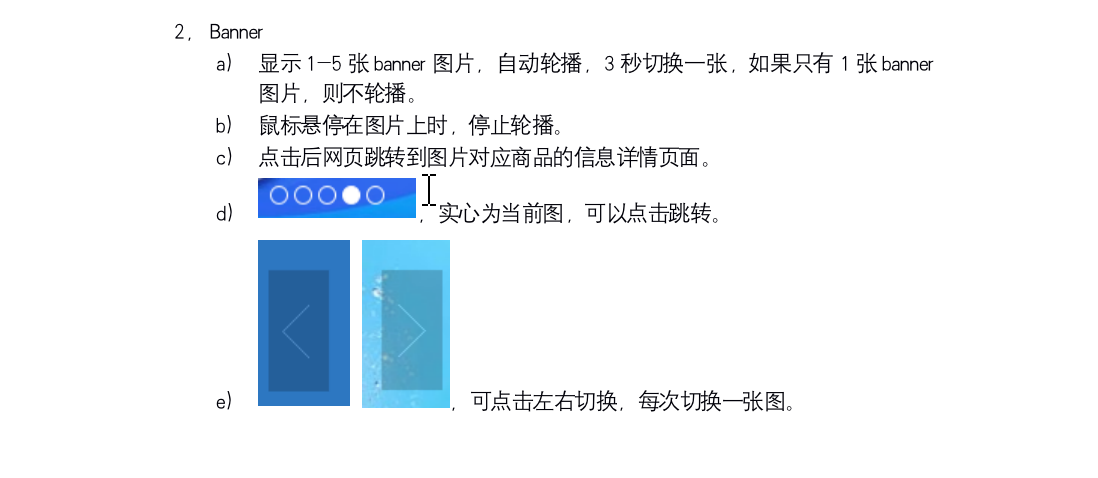 2， Banner
a） 显示 1-5 张 banner 图片，自动轮播，3 秒切换一张，如果只有 1 张 banner
图片，则不轮播。
b） 鼠标悬停在图片上时，停止轮播。
c） 点击后网页跳转到图片对应商品的信息详情页面。
d） ，实心为当前图，可以点击跳转。
e） ，可点击左右切换，每次切换一张图。